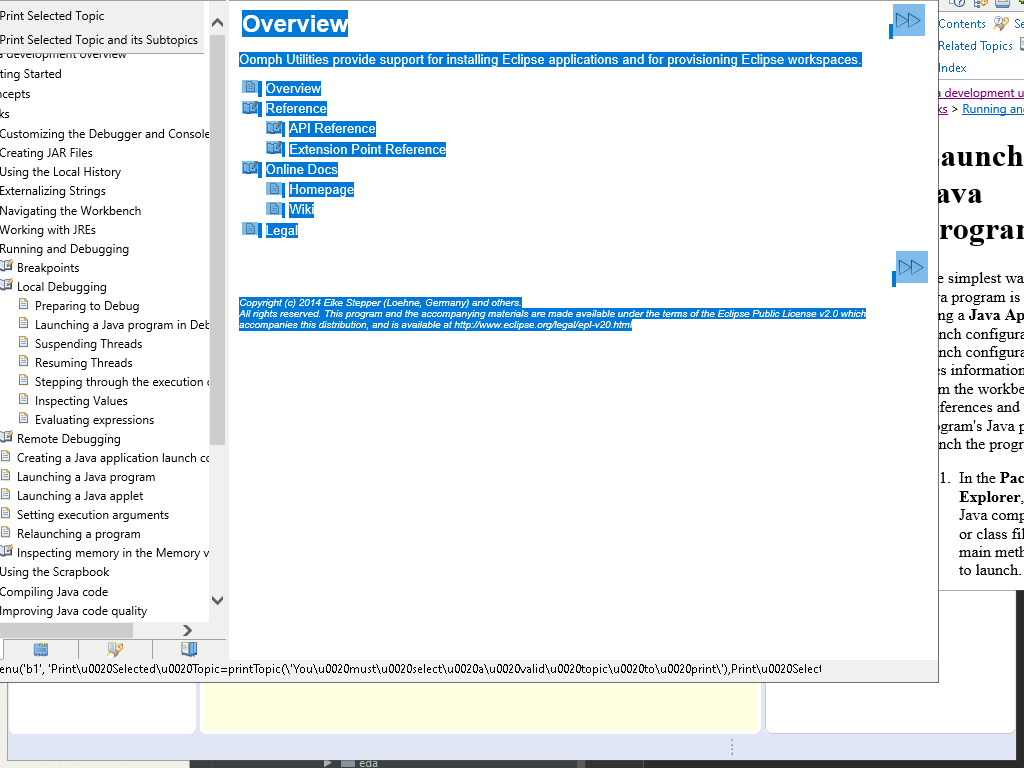 Print Selected Topic
Print Selected Topic and its Subtopics
a development overview
ting Started
ncepts
ks
Customizing the Debugger and Console
Creating JAR Files
Using the Local History
Externalizing Strings
Navigating the Workbench
Working with JREs
Running and Debugging
Breakpoints
Local Debugging
Preparing to Debug
Launching a Java program in Deb
Suspending Threads
Resuming Threads
Stepping through the execution o
Inspecting Values
Evaluating expressions
Remote Debugging
Creating a Java application launch co
Launching a Java program
Launching a Java applet
Setting execution arguments
Relaunching a program
Inspecting memory in the Memory v
Using the Scrapbook
Compiling Java code
Improving Java code quality
enu('b1', 'Print\u0020Selected\u0020Topic=printTopic(\'You\u0020must\u0020select\u0020a\u0020valid\u0020topic\u0020to\u0020print\'),Print\u0020Select
Overview
Oomph Utilities provide support for installing Eclipse applications and for provisioning Eclipse workspaces.
Overview
Reference
API Reference
Extension Point Reference
Online Docs
Homepage
Wiki
Legal
Copyright (c) 2014 Eike Stepper (Loehne, Germany) and others.
All rights reserved. This program and the accompanying materials are made available under the terms of the Eclipse Public License v2.0 which
accompanies this distribution, and is available at http://www.eclipse.org/legal/epl-v20.html
Contents Se
Related Topics
Index
a development u
ks > Running and
aunch
ava
rogram
e simplest wa
va program is
ng a Java Ap
nch configura
nch configura
es information
m the workbe
ferences and
ogram's Java p
nch the progr
1. In the Pac
Explorer,
Java comp
or class fil
main meth
to launch.
eda